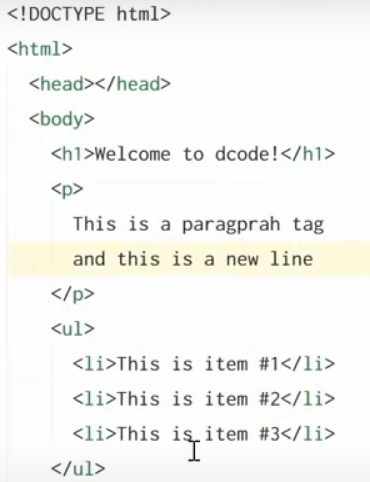 <!DOCTYPE html>
<html>
<head></head>
<body>
<h1>Welcome to dcode!</h1>
<p>
This is a paragprah tag
and this is a new line
</p>
<ul>
<li>This is item #1</li>
<li>This is item #2</li>
<li>This is item #3</li>
</ul>